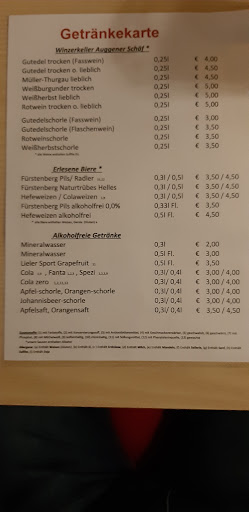 Getränkekarte
Winzerkeller Auggener Schäf *
Gutedel trocken (Fasswein) 0,25l € 4,00
Gutedel trocken o. lieblich 0,25l € 4,50
Müller-Thurgau lieblich 0,25l € 4,50
Weißburgunder trocken 0,25l € 5,00
Weißherbst lieblich 0,25l € 5,00
Rotwein trocken o. lieblich 0,25l € 5,00
Gutedelschorle (Fasswein) 0,25l € 3,00
Gutedelschorle (Flaschenwein) 0,25l € 3,50
Rotweinschorle 0,25l € 3,50
Weißherbstschorle 0,25l € 3,50
Erlesene Biere *
Fürstenberg Pils/ Radler 0,3l / 0,5l € 3,50 / 4,50
Fürstenberg Naturtrübes Helles 0,3l / 0,5l € 3,50 / 4,50
Hefeweizen / Colaweizen 0,3l / 0,5l € 3,50 / 4,50
Fürstenberg Pils alkoholfrei 0,0% 0,33l Fl. € 3,50
Hefeweizen alkoholfrei 0,5l Fl. € 4,50
Alkoholfreie Getränke
Mineralwasser 0,3l € 2,00
Mineralwasser 0,5l Fl. € 3,00
Lieler Sport Grapefruit 0,5l Fl. € 3,50
Cola, Fanta, Spezi 0,3l/ 0,4l € 3,00 / 4,00
Cola zero 0,3l/ 0,4l € 3,00 / 4,00
Apfel-schorle, Orangen-schorle 0,3l/ 0,4l € 3,00 / 4,00
Johannisbeer-schorle 0,3l/ 0,4l € 3,00 / 4,00
Apfelsaft, Orangensaft 0,3l/ 0,4l € 3,50 / 4,50